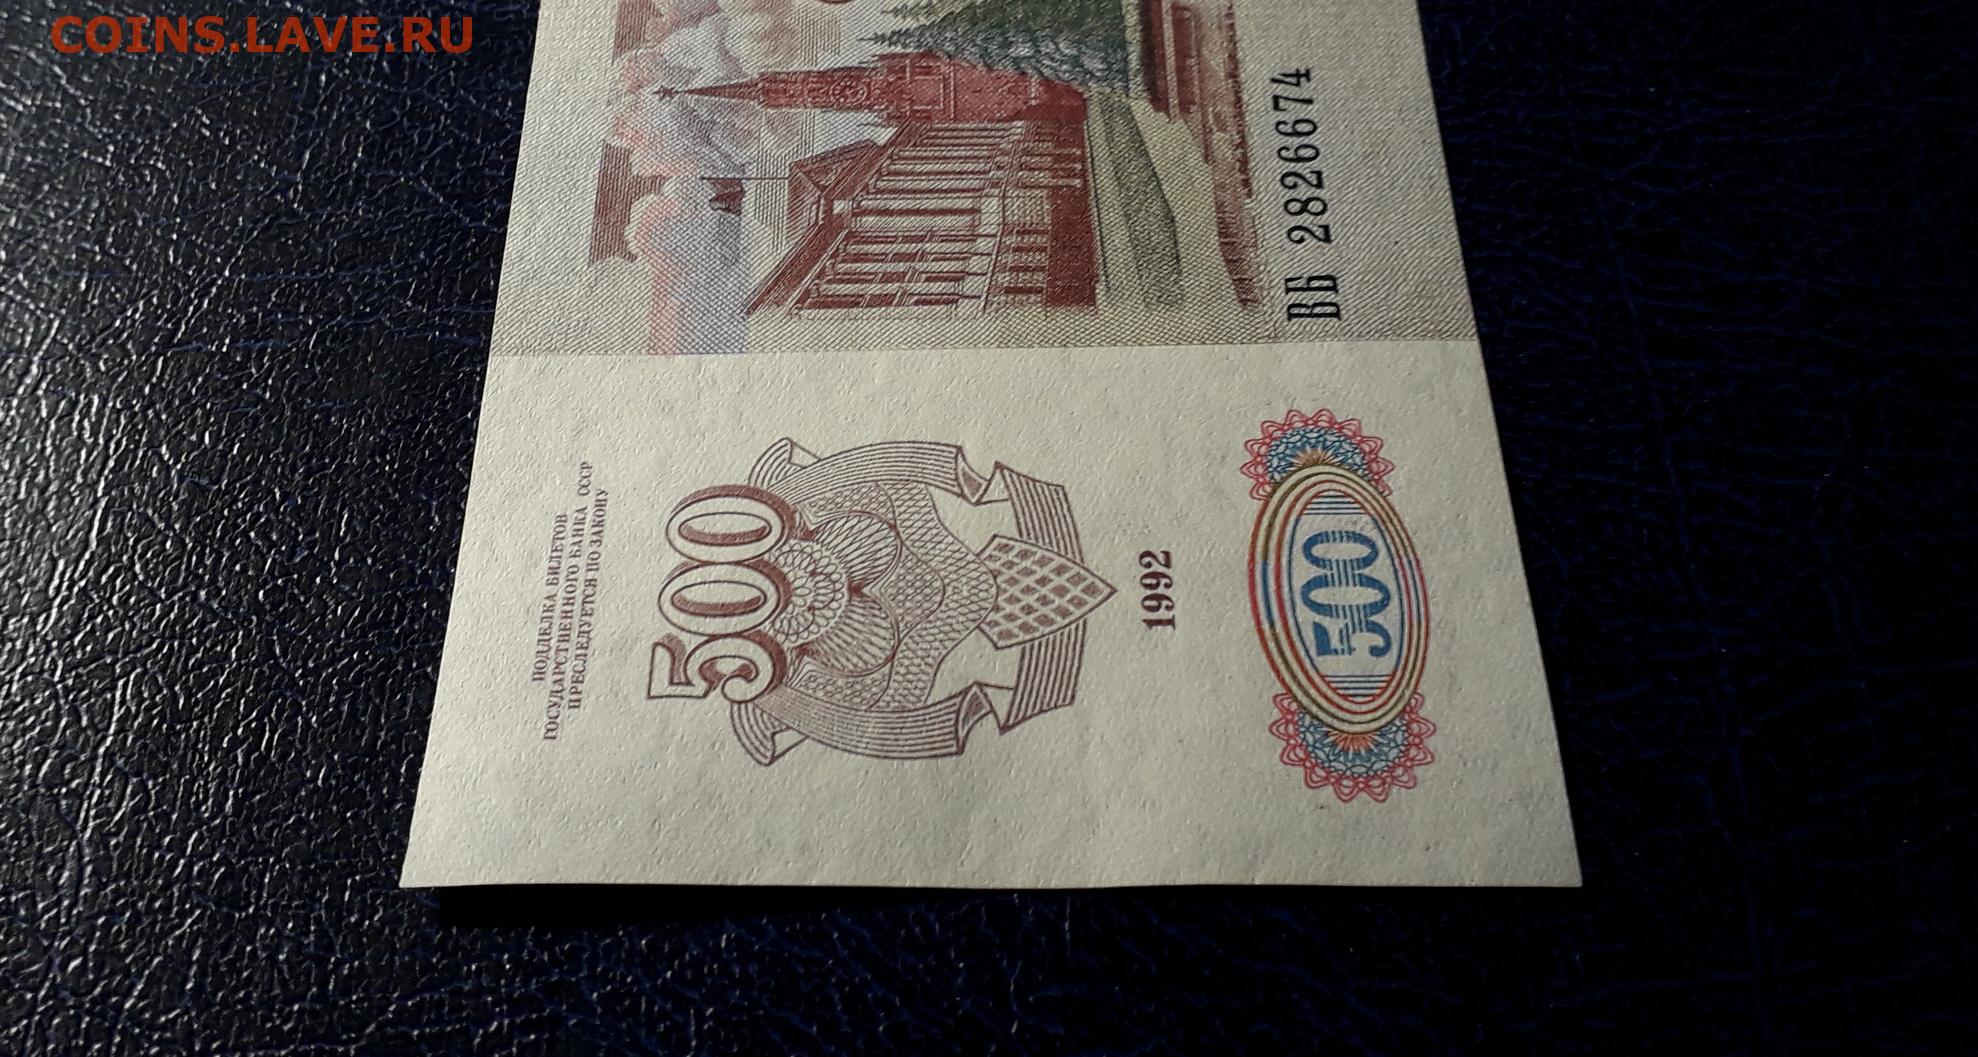 COINS.LAVE.RU
ВБ 2826674
ПОДДЕЛКА БИЛЕТОВ
ГОСУДАРСТВЕННОГО БАНКА СССР
ПРЕСЛЕДУЕТСЯ ПО ЗАКОНУ
500
1992
500